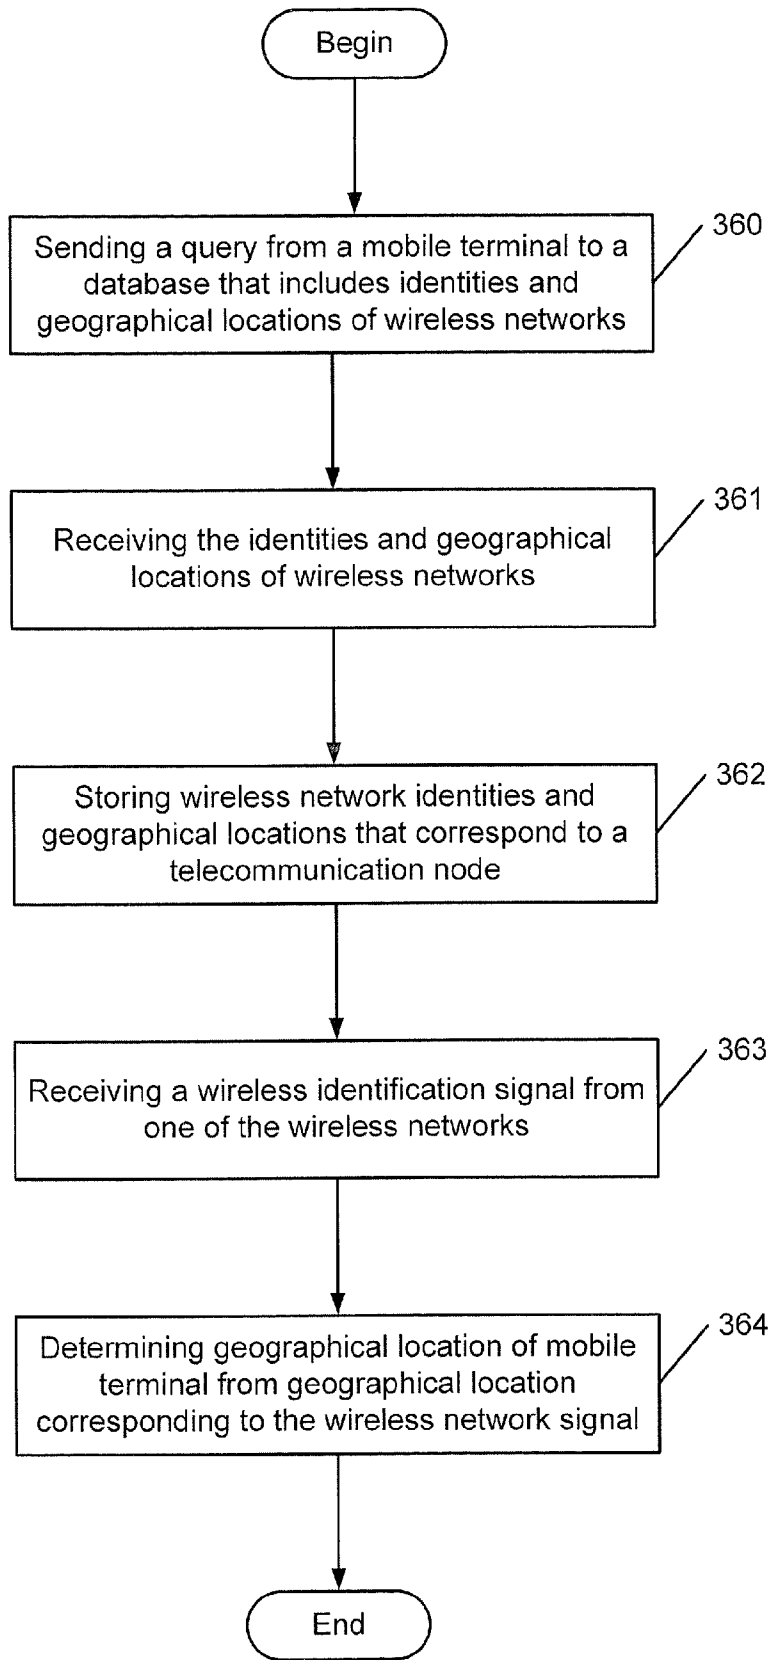 Begin
360
Sending a query from a mobile terminal to a
database that includes identities and
geographical locations of wireless networks
361
Receiving the identities and geographical
locations of wireless networks
362
Storing wireless network identities and
geographical locations that correspond to a
telecommunication node
363
Receiving a wireless identification signal from
one of the wireless networks
364
Determining geographical location of mobile
terminal from geographical location
corresponding to the wireless network signal
End